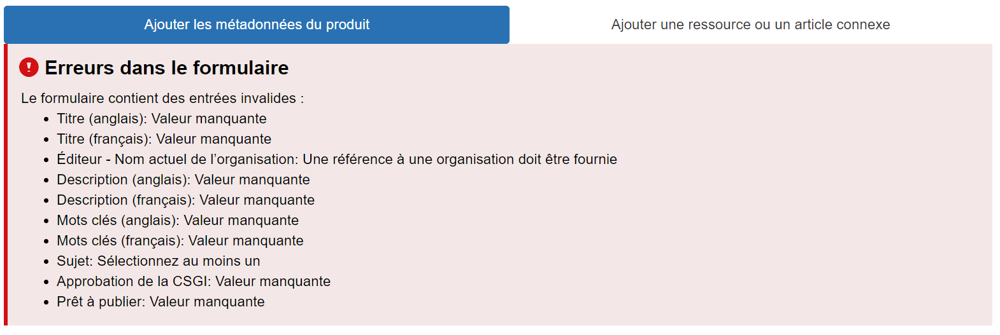 Ajouter les métadonnées du produit
Ajouter une ressource ou un article connexe
Erreurs dans le formulaire
Le formulaire contient des entrées invalides :
Titre (anglais): Valeur manquante
Titre (français): Valeur manquante
Éditeur - Nom actuel de l’organisation: Une référence à une organisation doit être fournie
Description (anglais): Valeur manquante
Description (français): Valeur manquante
Mots clés (anglais): Valeur manquante
Mots clés (français): Valeur manquante
Sujet: Sélectionnez au moins un
Approbation de la CSGI: Valeur manquante
Prêt à publier: Valeur manquante